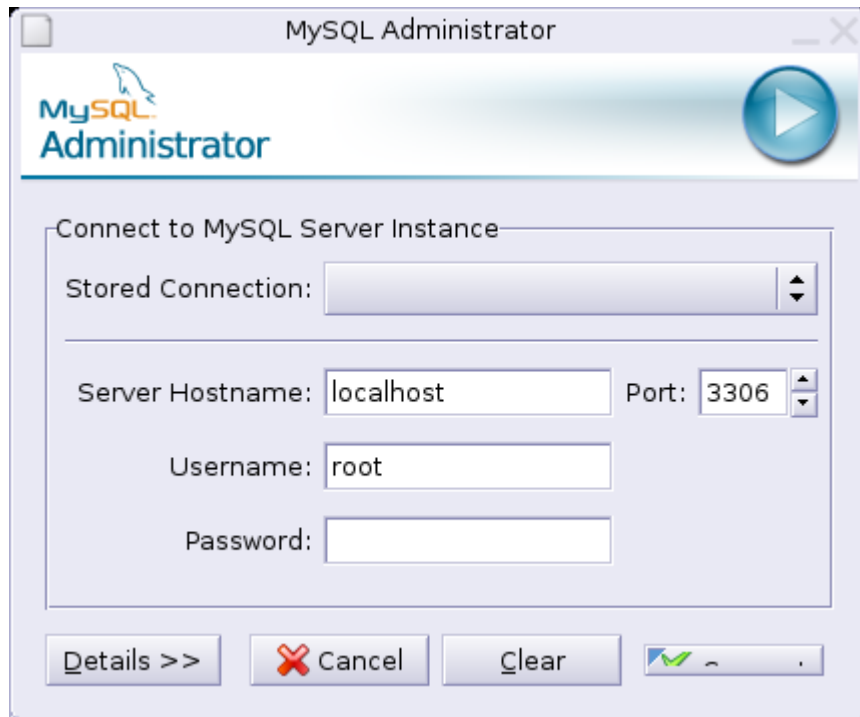 MySQL Administrator
MySQL
Administrator
Connect to MySQL Server Instance
Stored Connection:
Server Hostname: localhost Port: 3306
Username: root
Password:
Details >> Cancel Clear